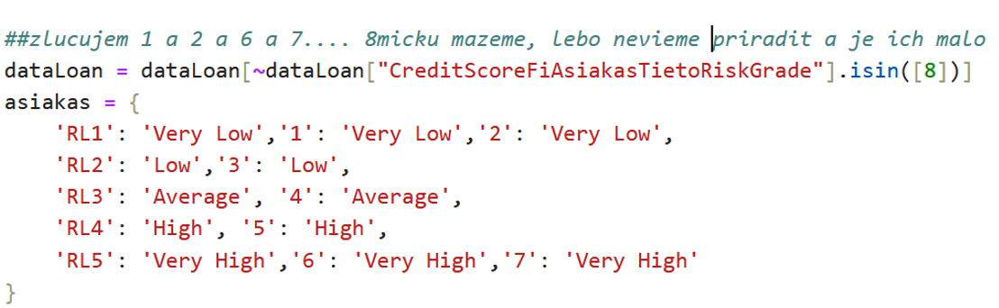 ##zlucujem 1 a 2 a 6 a 7.... 8micku mazeme, lebo nevieme priradit a je ich malo
dataLoan = dataLoan[~dataLoan["CreditScoreFiAsiakasTietoRiskGrade"].isin([8])]
asiakas = {
    'RL1': 'Very Low','1': 'Very Low','2': 'Very Low',
    'RL2': 'Low','3': 'Low',
    'RL3': 'Average', '4': 'Average',
    'RL4': 'High', '5': 'High',
    'RL5': 'Very High','6': 'Very High','7': 'Very High'
}